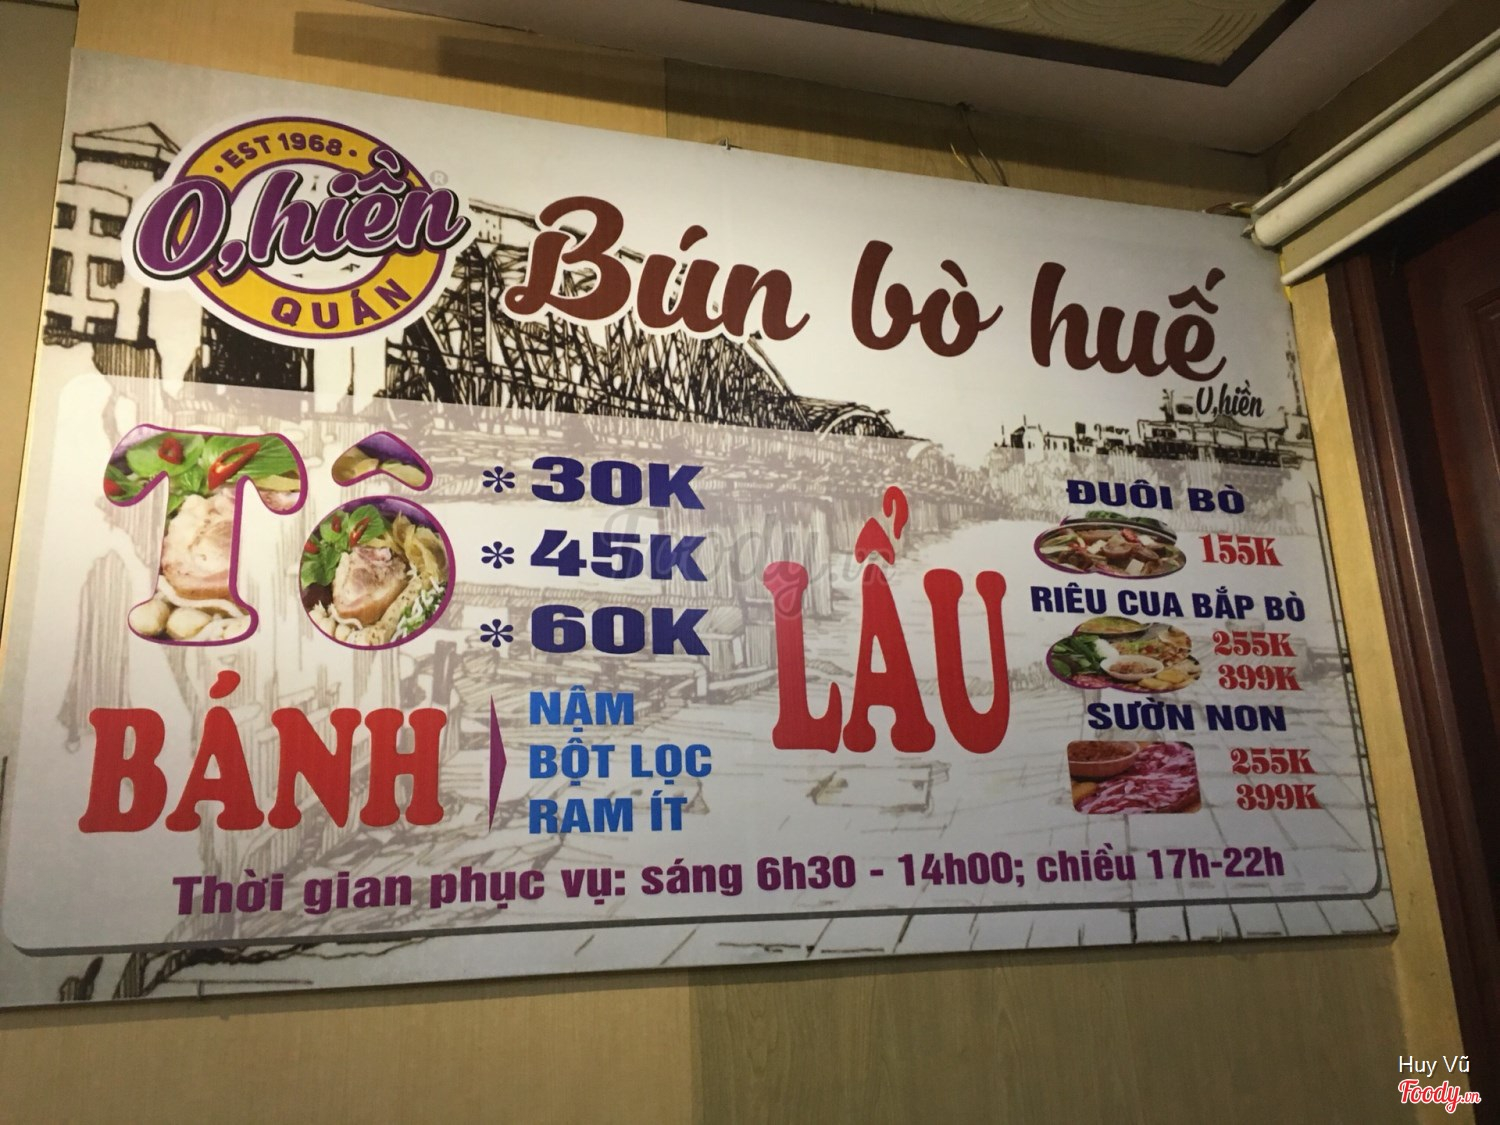 EST 1968
O,hiền ®
QUÁN
Bún bò huế
O,hiền
TÔ
* 30K
* 45K
* 60K
BÁNH
NẬM
BỘT LỌC
RAM ÍT
LẨU
ĐUÔI BÒ
155K
RIÊU CUA BẮP BÒ
255K
399K
SƯỜN NON
255K
399K
Thời gian phục vụ: sáng 6h30 - 14h00; chiều 17h-22h
Foody.vn
Huy Vũ
Foody.vn